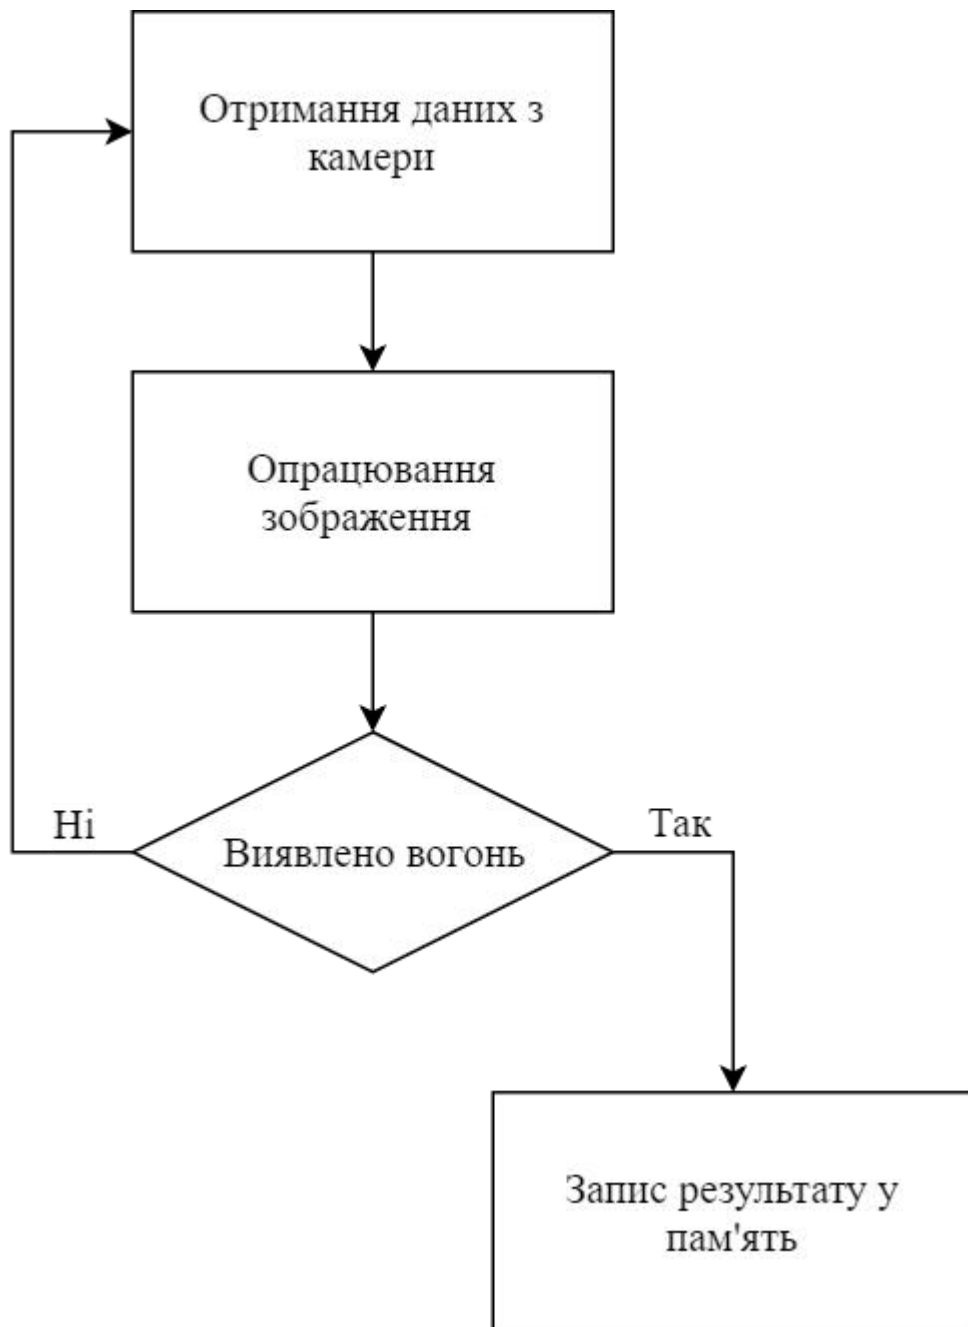 Отримання даних з
камери
Опрацювання
зображення
Ні
Виявлено вогонь
Так
Запис результату у
пам'ять